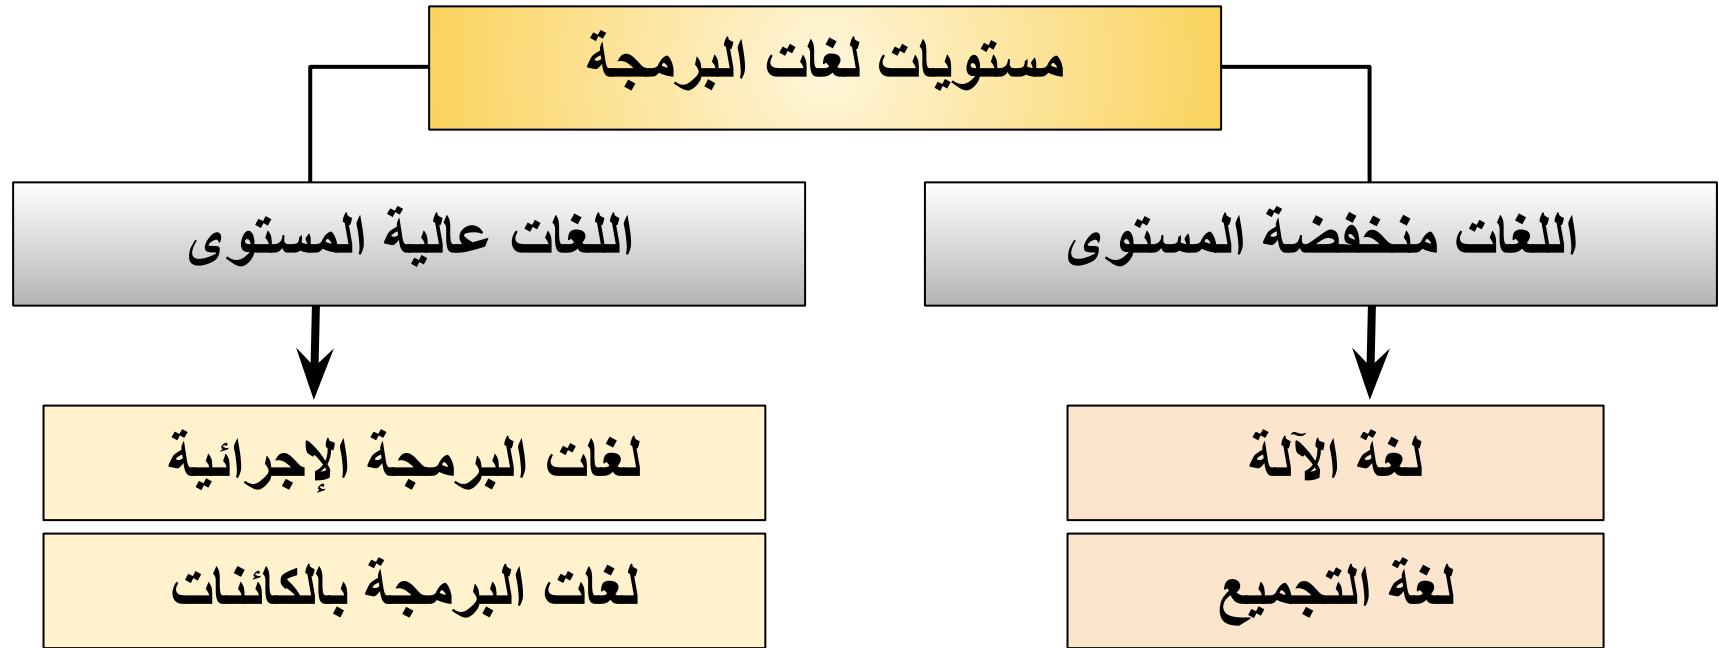 مستويات لغات البرمجة
اللغات منخفضة المستوى
اللغات عالية المستوى
لغة الآلة
لغات البرمجة الإجرائية
لغة التجميع
لغات البرمجة بالكائنات